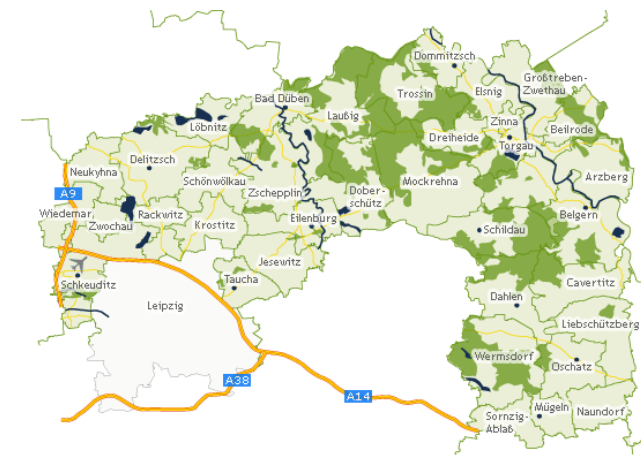 Dommitzsch
Großtreben-
Zwethau
Elsnig
Trossin
Bad Düben
Laußig
Löbnitz
Zinna
Beilrode
Dreiheide
Torgau
Delitzsch
Neukyhna
Schönwölkau
Zschepplin
Dober-
schütz
Mockrehna
Arzberg
A9
Wiedemar
Rackwitz
Zwochau
Krostitz
Eilenburg
Belgern
Schildau
Jesewitz
Schkeuditz
Taucha
Cavertitz
Leipzig
Dahlen
Liebschützberg
Wermsdorf
Oschatz
A38
A14
Sornzig-
Ablaß
Mügeln
Naundorf